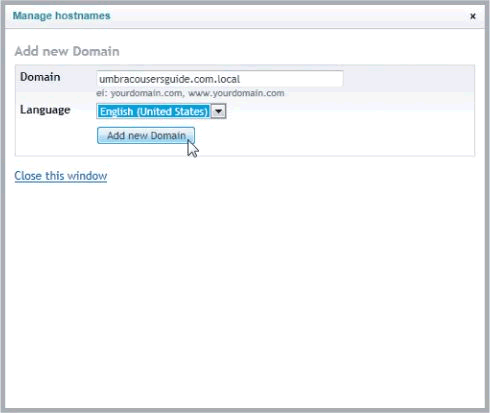 Manage hostnames x
Add new Domain
Domain umbracousersguide.com.local
ei: yourdomain.com, www.yourdomain.com
Language English (United States)
Add new Domain
Close this window